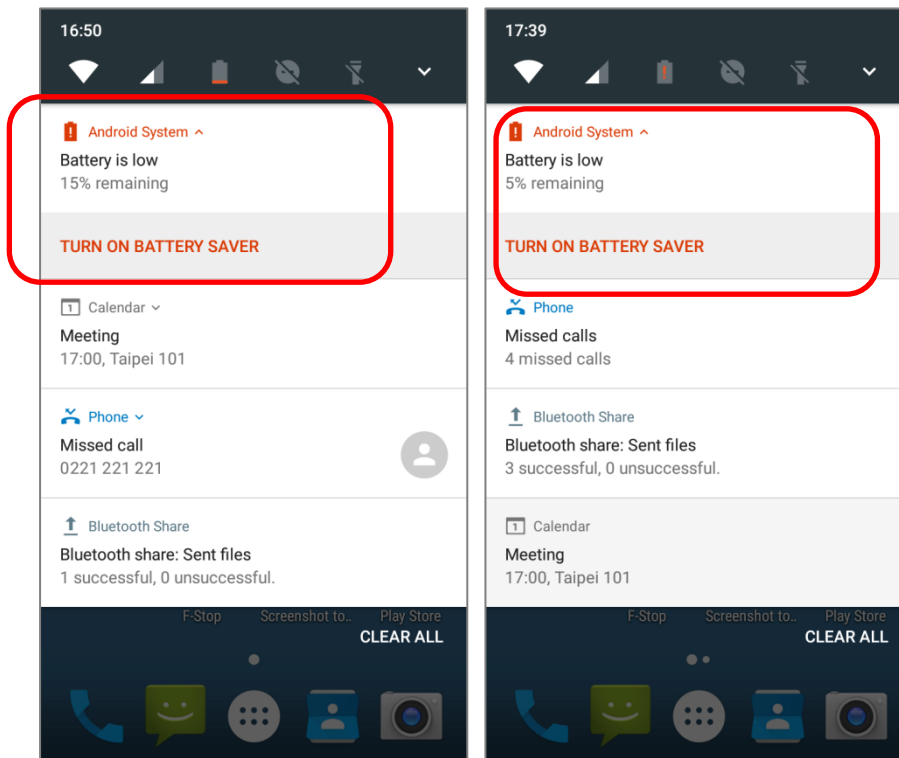 16:50
Android System
Battery is low
15% remaining
TURN ON BATTERY SAVER
1 Calendar
Meeting
17:00, Taipei 101
Phone
Missed call
0221 221 221
Bluetooth Share
Bluetooth share: Sent files
1 successful, 0 unsuccessful.
F-Stop Screenshot to.. Play Store
CLEAR ALL
17:39
Android System
Battery is low
5% remaining
TURN ON BATTERY SAVER
Phone
Missed calls
4 missed calls
Bluetooth Share
Bluetooth share: Sent files
3 successful, 0 unsuccessful.
1 Calendar
Meeting
17:00, Taipei 101
F-Stop Screenshot to.. Play Store
CLEAR ALL